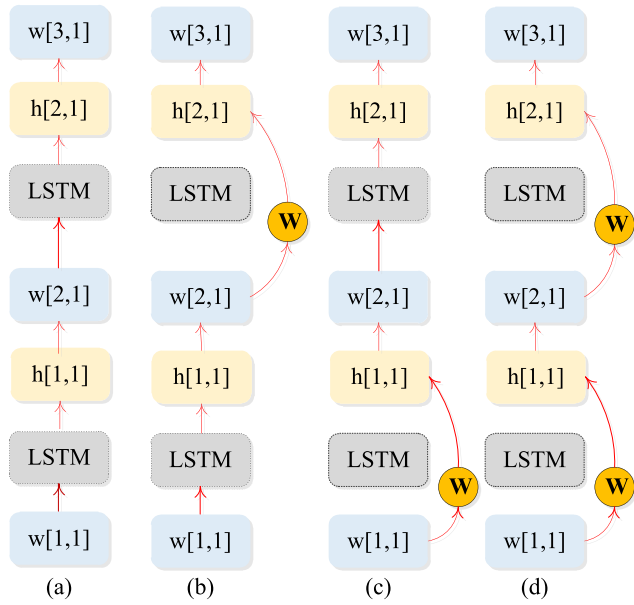 w[3,1] w[3,1] w[3,1] w[3,1]
h[2,1] h[2,1] h[2,1] h[2,1]
LSTM LSTM LSTM LSTM
W W
w[2,1] w[2,1] w[2,1] w[2,1]
h[1,1] h[1,1] h[1,1] h[1,1]
LSTM LSTM LSTM LSTM
W W
w[1,1] w[1,1] w[1,1] w[1,1]
(a) (b) (c) (d)